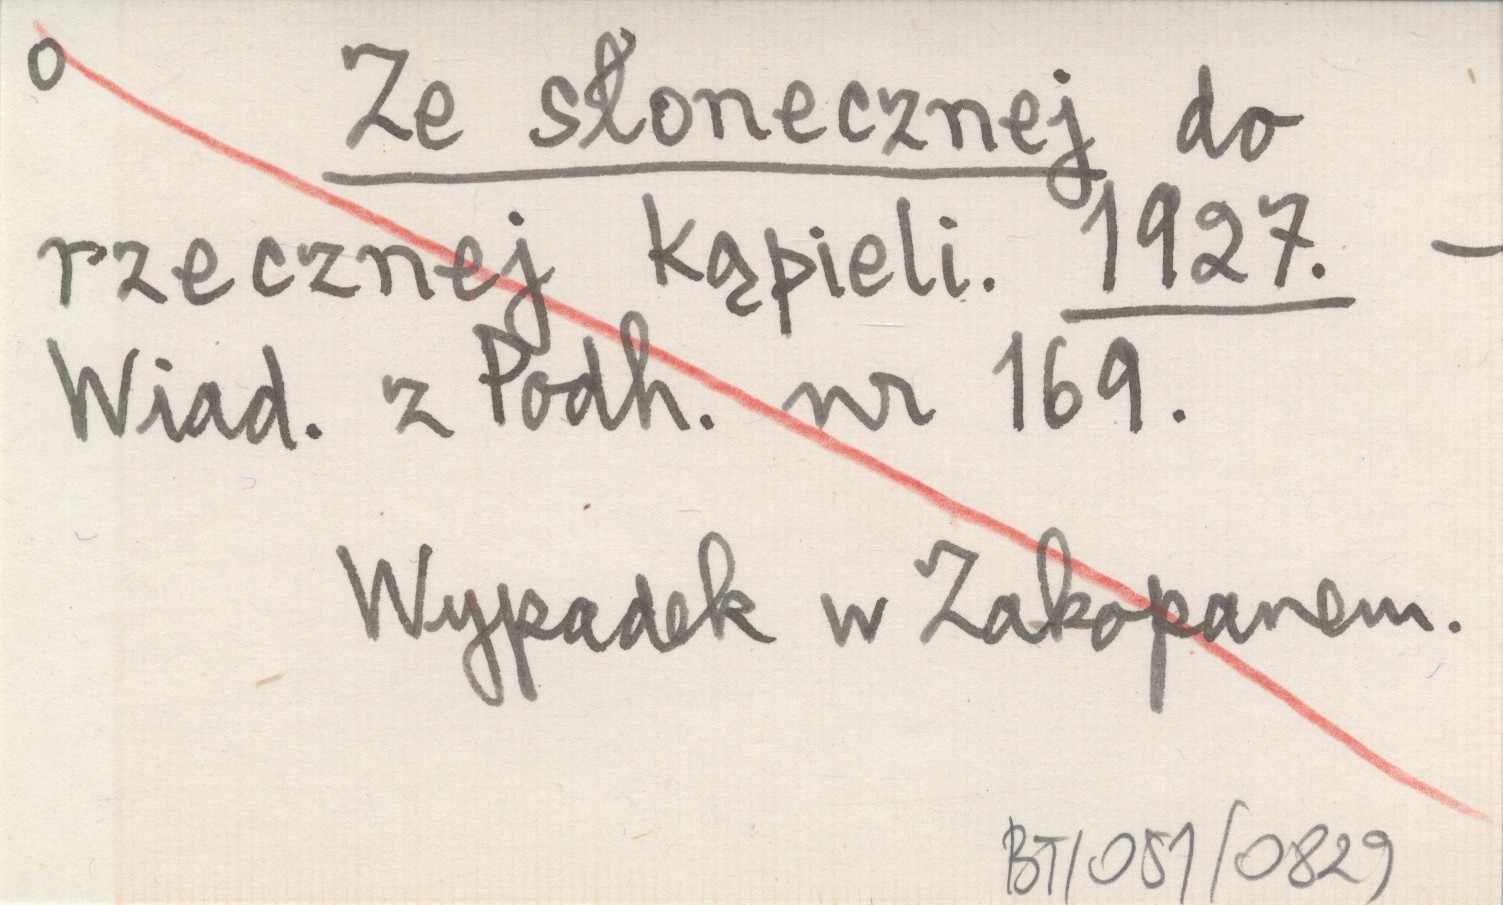 o
Ze słonecznej do
rzecznej kąpieli. 1927. –
Wiad. z Podh. nr 169.
Wypadek w Zakopanem.
BT/051/0829